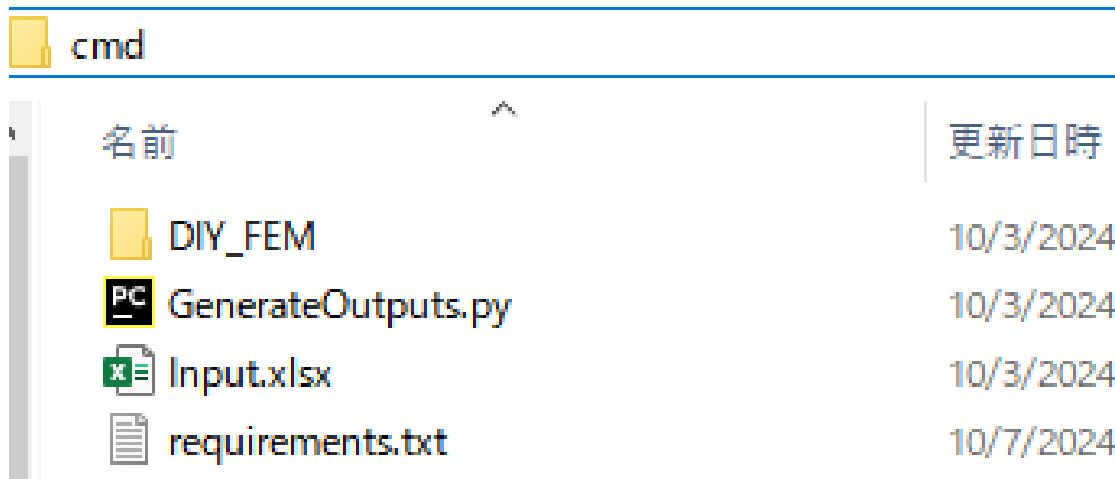 cmd
名前 更新日時
DIY_FEM 10/3/2024
PC GenerateOutputs.py 10/3/2024
Input.xlsx 10/3/2024
requirements.txt 10/7/2024